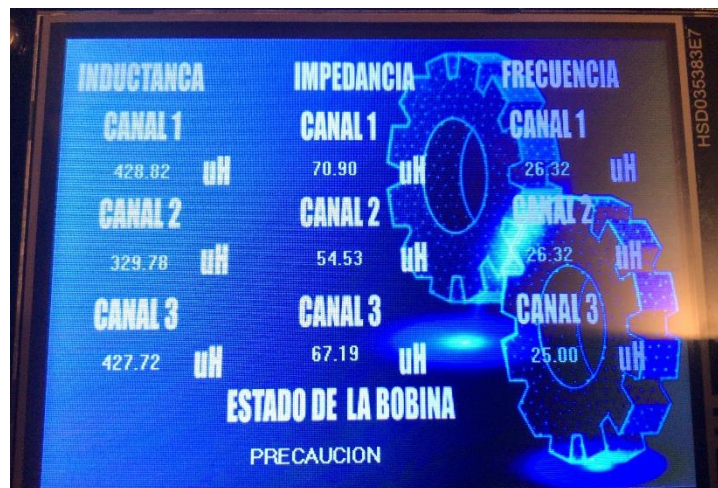 INDUCTANCA IMPEDANCIA FRECUENCIA
CANAL 1 CANAL 1 CANAL 1
428.82 uH 70.90 uH 26.32 uH
CANAL 2 CANAL 2 CANAL 2
329.78 uH 54.53 uH 26.32 uH
CANAL 3 CANAL 3 CANAL 3
427.72 uH 67.19 uH 25.00 uH
ESTADO DE LA BOBINA
PRECAUCION
HSD035383E7